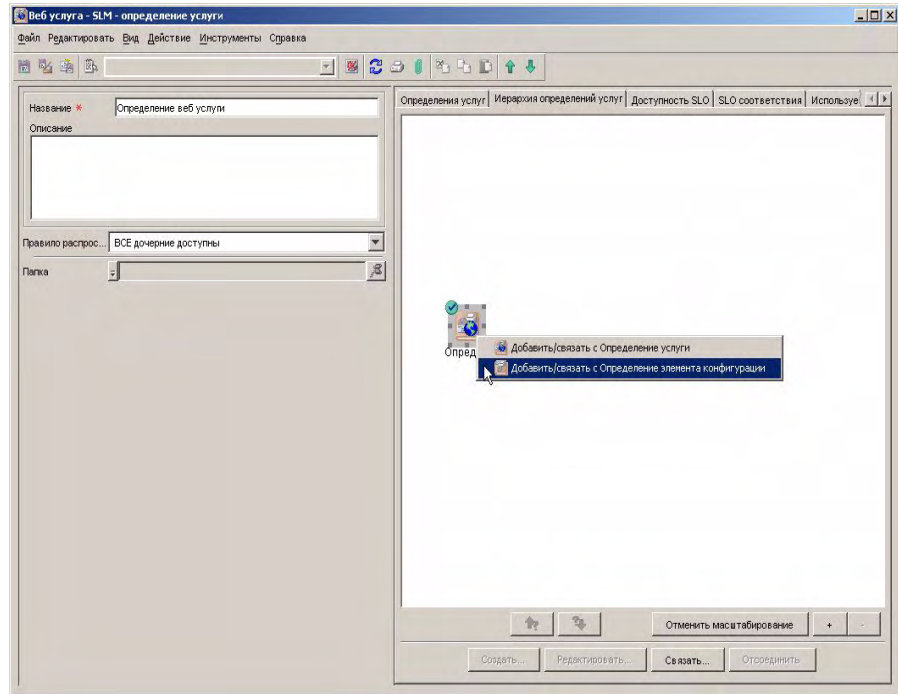 Веб услуга - SLM - определение услуги
Файл Редактировать Вид Действие Инструменты Справка
Название *
Определение веб услуги
Описание
Правило распрос...
ВСЕ дочерние доступны
Папка
Определения услуг Иерархия определений услуг Доступность SLO SLO соответствия Используе
Опред
Добавить/связать с Определение услуги
Добавить/связать с Определение элемента конфигурации
Отменить масштабирование + -
Создать... Редактировать... Связать... Отсоединить